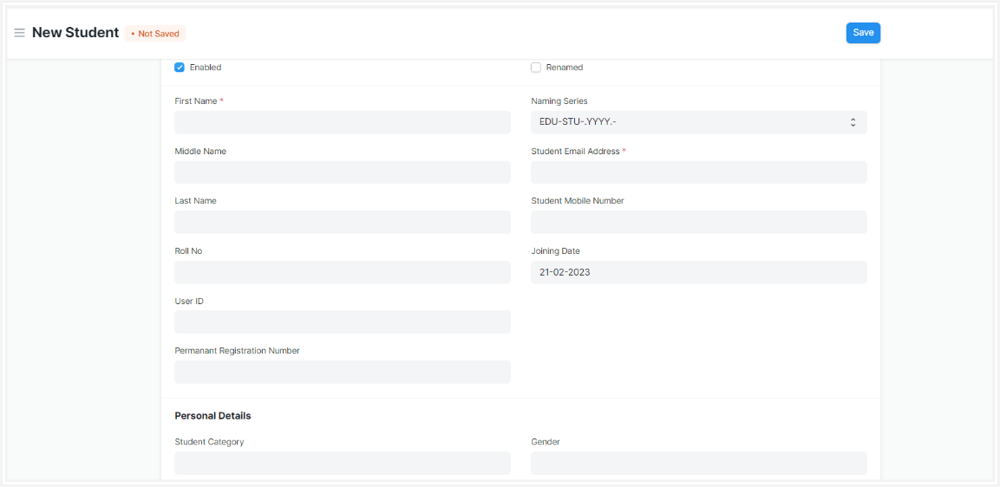 New Student
• Not Saved
Save
Enabled
Renamed
First Name *
Naming Series
EDU-STU-.YYYY.-
Middle Name
Student Email Address *
Last Name
Student Mobile Number
Roll No
Joining Date
21-02-2023
User ID
Permanant Registration Number
Personal Details
Student Category
Gender